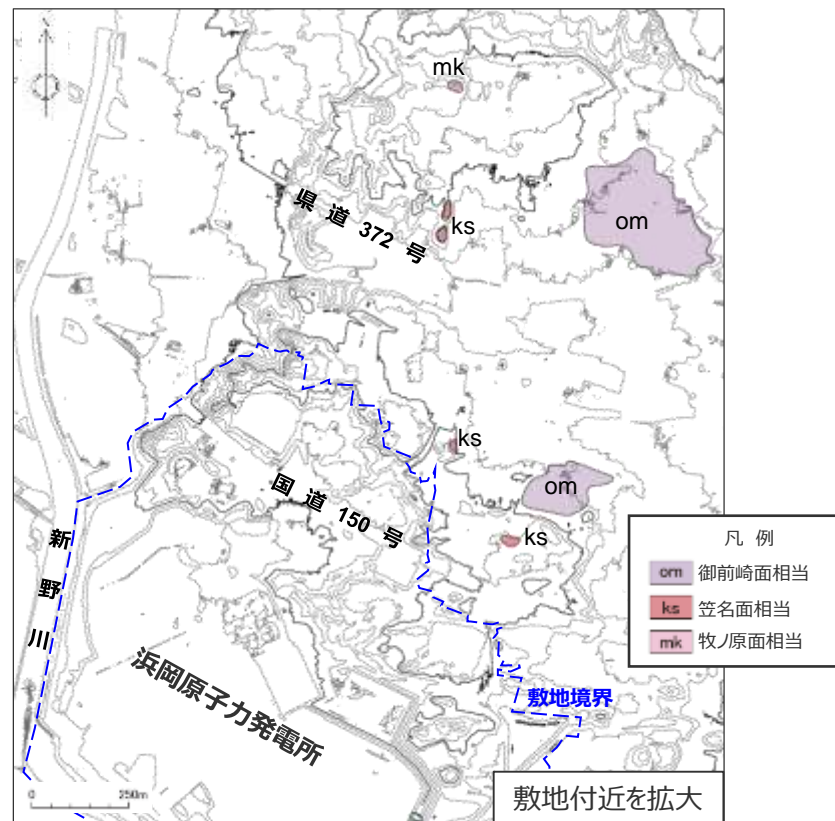 N
mk
県道372号
ks
om
ks
国道150号
om
ks
新野川
浜岡原子力発電所
敷地境界
0 250m
敷地付近を拡大
凡 例
om 御前崎面相当
ks 笠名面相当
mk 牧ノ原面相当